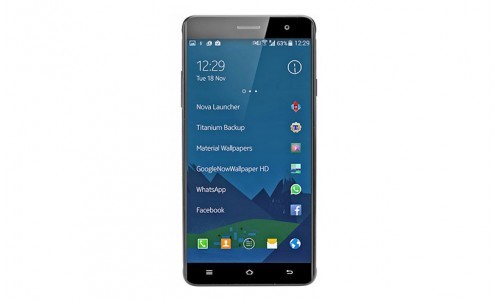 63% 12:29
12:29
Tue 18 Nov
Nova Launcher
Titanium Backup
Material Wallpapers
GoogleNowWallpaper HD
WhatsApp
Facebook